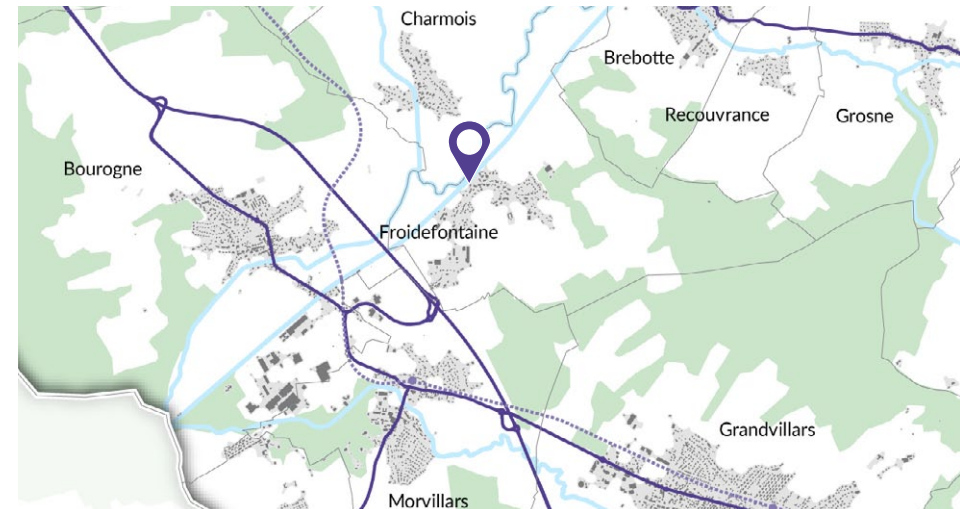 Charmois
Brebotte
Recouvrance
Grosne
Bourogne
Froidefontaine
Grandvillars
Morvillars